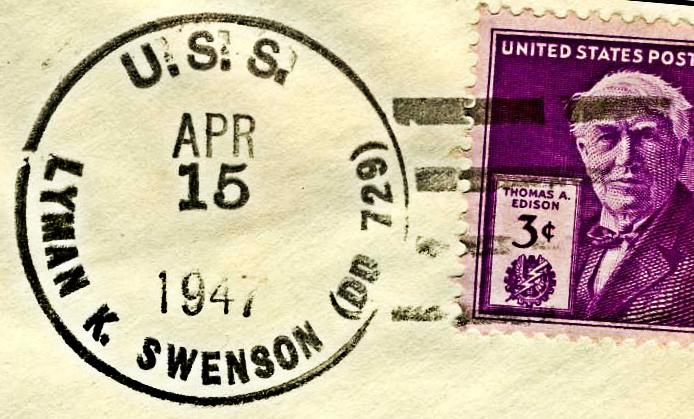 U.S.S.
APR
15
1947
LYMAN K. SWENSON (DD 729)
UNITED STATES POST
THOMAS A.
EDISON
3¢